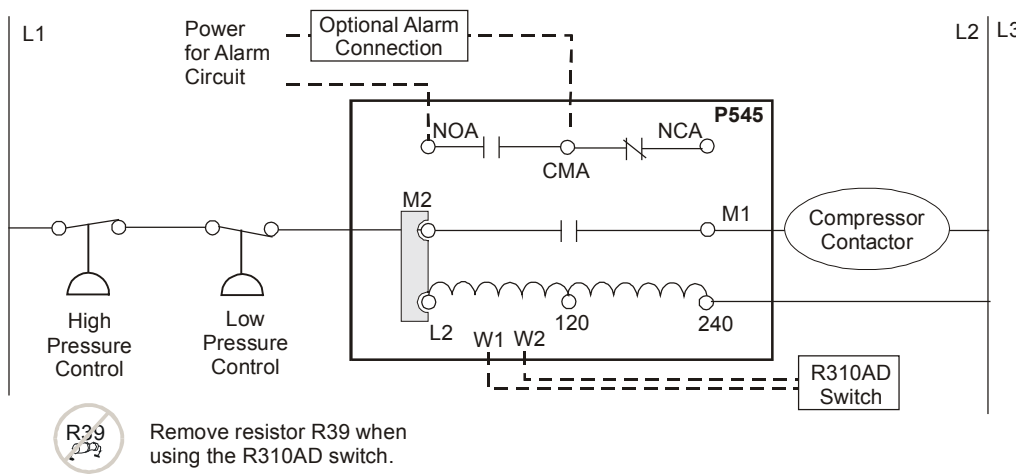 L1
Power
for Alarm
Circuit
Optional Alarm
Connection
L2
L3
P545
NOA
CMA
NCA
M2
M1
Compressor
Contactor
L2
120
240
W1
W2
High
Pressure
Control
Low
Pressure
Control
R310AD
Switch
R39
Remove resistor R39 when
using the R310AD switch.